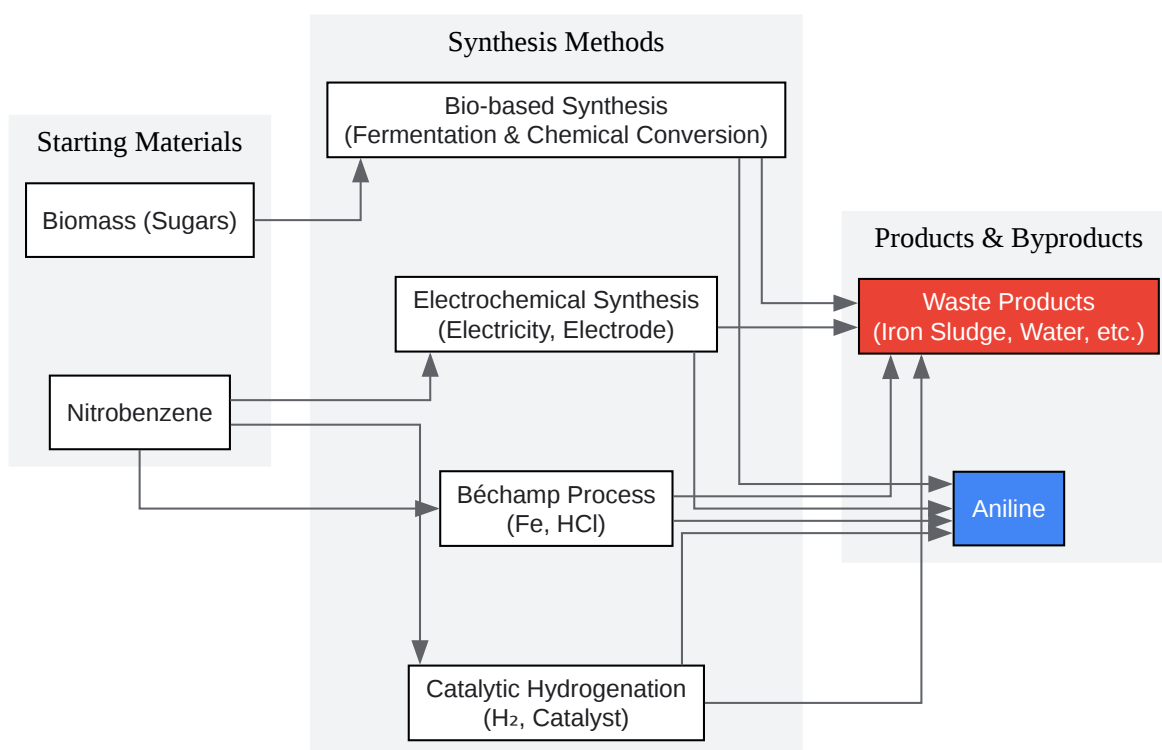 Starting Materials
Biomass (Sugars)
Nitrobenzene
Synthesis Methods
Bio-based Synthesis
(Fermentation & Chemical Conversion)
Electrochemical Synthesis
(Electricity, Electrode)
Béchamp Process
(Fe, HCl)
Catalytic Hydrogenation
(H₂, Catalyst)
Products & Byproducts
Waste Products
(Iron Sludge, Water, etc.)
Aniline